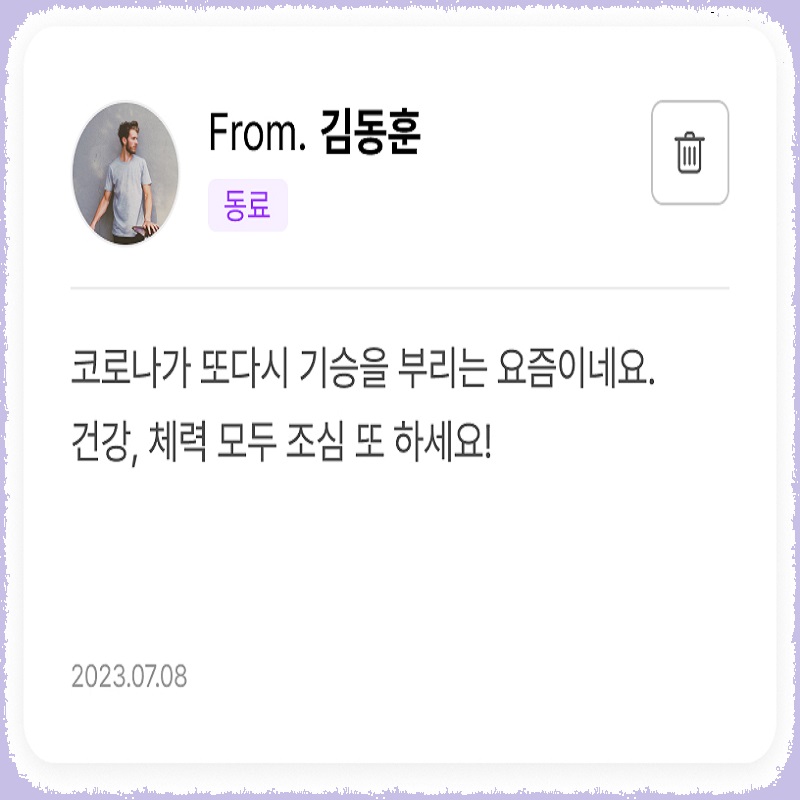 From. 김동훈
동료
코로나가 또다시 기승을 부리는 요즘이네요.
건강, 체력 모두 조심 또 하세요!
2023.07.08